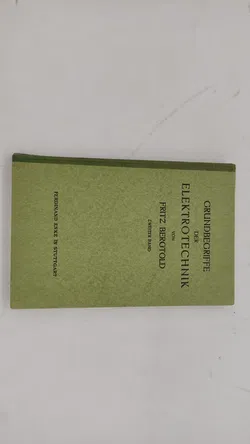 GRUNDBEGRIFFE
DER
ELEKTROTECHNIK
VON
FRITZ BERGTOLD
ZWEITER BAND
FERDINAND ENKE IN STUTTGART